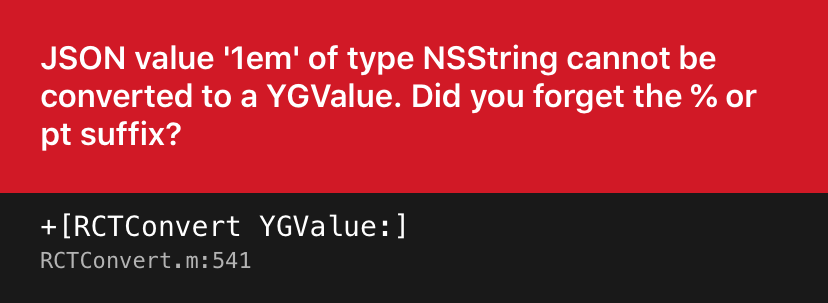 JSON value '1em' of type NSString cannot be
converted to a YGValue. Did you forget the % or
pt suffix?
+[RCTConvert YGValue:]
RCTConvert.m:541